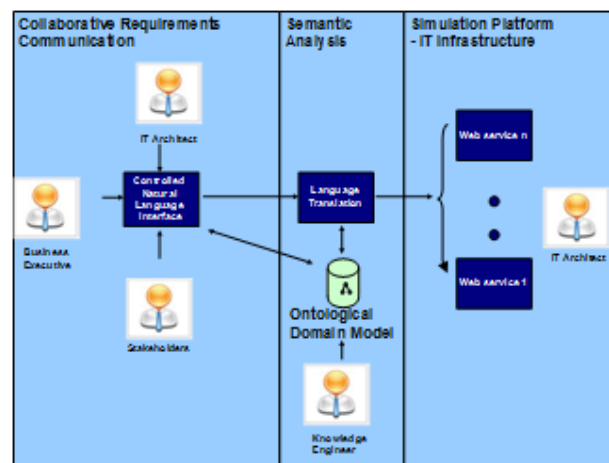 Collaborative Requirements
Communication
Semantic
Analysis
Simulation Platform
- IT Infrastructure
IT Architect
Controlled
Natural
Language
Interface
Business
Executive
Stakeholders
Language
Translation
Ontological
Domain Model
Knowledge
Engineer
Web service n
IT Architect
Web service 1